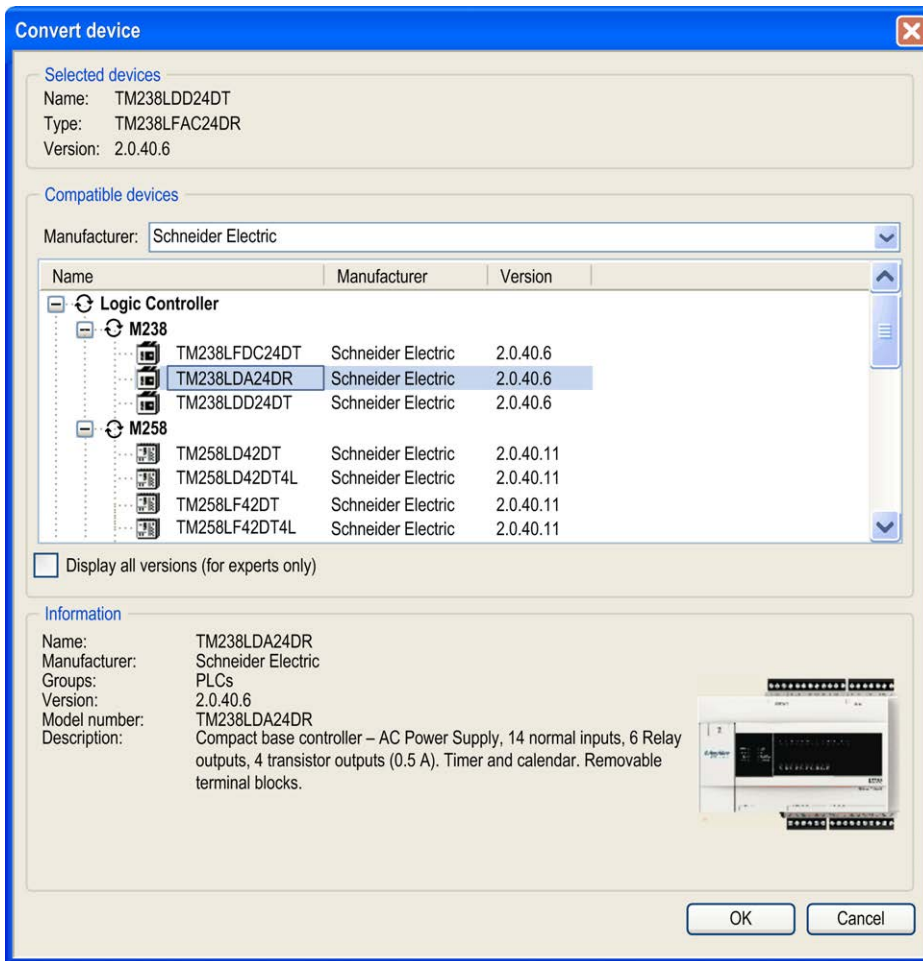 Convert device
Selected devices
Name: TM238LDD24DT
Type: TM238LFAC24DR
Version: 2.0.40.6
Compatible devices
Manufacturer: Schneider Electric
Name Manufacturer Version
Logic Controller
M238
TM238LFDC24DT Schneider Electric 2.0.40.6
TM238LDA24DR Schneider Electric 2.0.40.6
TM238LDD24DT Schneider Electric 2.0.40.6
M258
TM258LD42DT Schneider Electric 2.0.40.11
TM258LD42DT4L Schneider Electric 2.0.40.11
TM258LF42DT Schneider Electric 2.0.40.11
TM258LF42DT4L Schneider Electric 2.0.40.11
Display all versions (for experts only)
Information
Name: TM238LDA24DR
Manufacturer: Schneider Electric
Groups: PLCs
Version: 2.0.40.6
Model number: TM238LDA24DR
Description: Compact base controller – AC Power Supply, 14 normal inputs, 6 Relay
outputs, 4 transistor outputs (0.5 A). Timer and calendar. Removable
terminal blocks.
OK Cancel